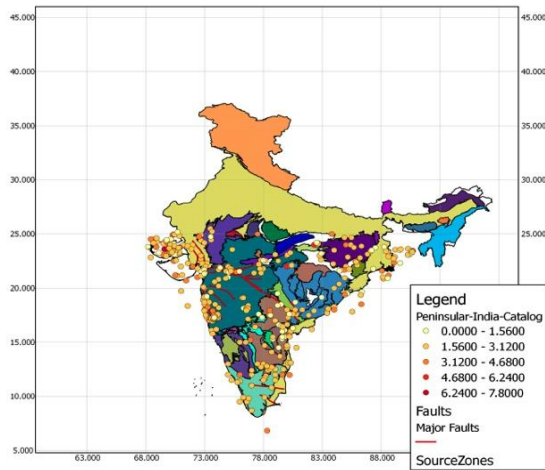 45.000
45.000
40.000
40.000
35.000
35.000
30.000
30.000
25.000
25.000
20.000
20.000
15.000
10.000
5.000
63.000 68.000 73.000 78.000 83.000 88.000
Legend
Peninsular-India-Catalog
0.0000 - 1.5600
1.5600 - 3.1200
3.1200 - 4.6800
4.6800 - 6.2400
6.2400 - 7.8000
Faults
Major Faults
SourceZones